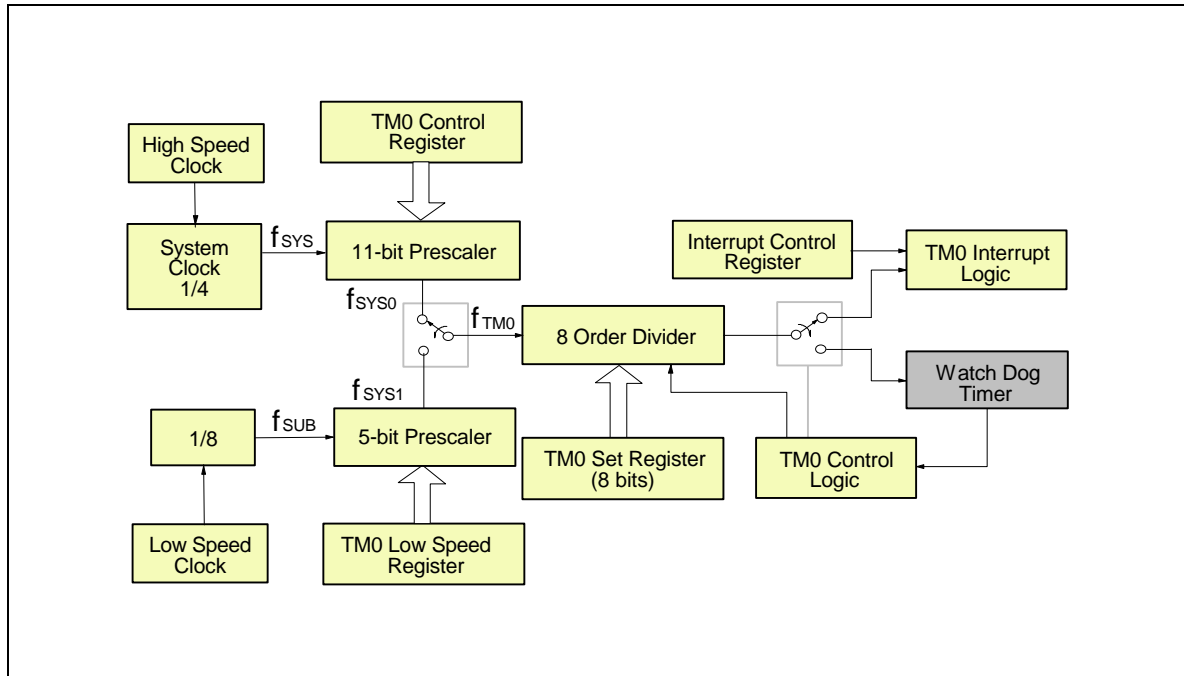 TM0 Control
Register
High Speed
Clock
System
Clock
1/4
fSYS
11-bit Prescaler
Interrupt Control
Register
TM0 Interrupt
Logic
fSYS0
fTM0
8 Order Divider
fSYS1
Watch Dog
Timer
1/8
fSUB
5-bit Prescaler
TM0 Set Register
(8 bits)
TM0 Control
Logic
Low Speed
Clock
TM0 Low Speed
Register